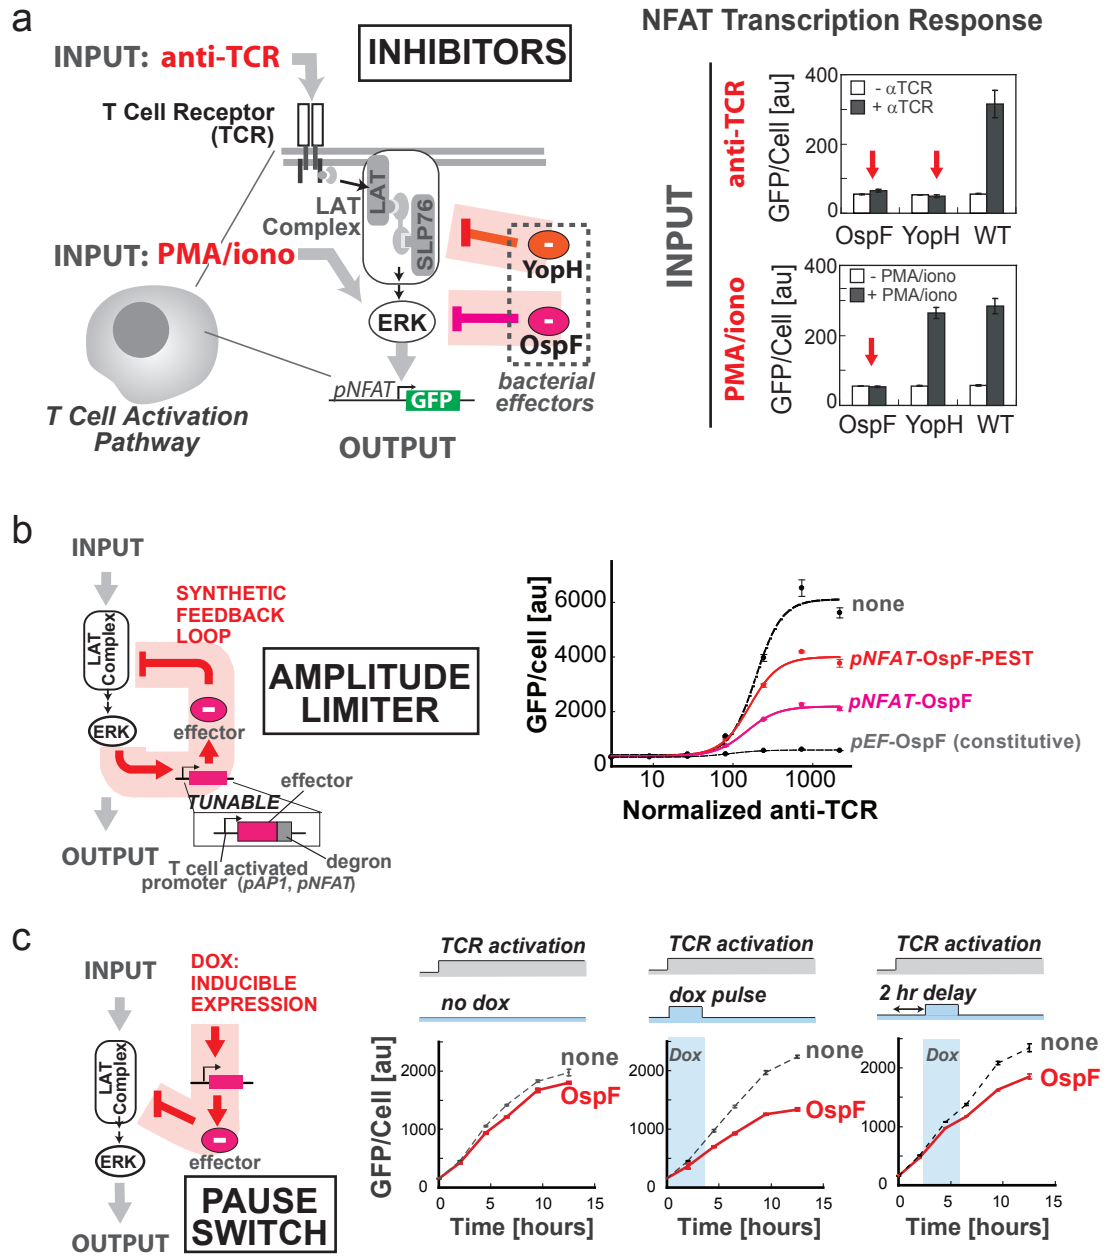 a
INPUT: anti-TCR
INHIBITORS
T Cell Receptor
(TCR)
LAT
Complex
LAT
SLP76
INPUT: PMA/iono
YopH
OspF
ERK
bacterial
effectors
pNFAT
GFP
T Cell Activation
Pathway
OUTPUT
NFAT Transcription Response
INPUT
anti-TCR
GFP/Cell [au]
400
200
0
- αTCR
+ αTCR
OspF YopH WT
PMA/iono
GFP/Cell [au]
400
200
0
- PMA/iono
+ PMA/iono
OspF YopH WT
b
INPUT
SYNTHETIC
FEEDBACK
LOOP
LAT
Complex
ERK
effector
AMPLITUDE
LIMITER
TUNABLE
effector
degron
OUTPUT
T cell activated
promoter (pAP1, pNFAT)
GFP/cell [au]
6000
4000
2000
0
10 100 1000
Normalized anti-TCR
none
pNFAT-OspF-PEST
pNFAT-OspF
pEF-OspF (constitutive)
c
INPUT
DOX:
INDUCIBLE
EXPRESSION
LAT
Complex
ERK
effector
OUTPUT
PAUSE
SWITCH
TCR activation
no dox
GFP/Cell [au]
2000
1000
0
none
OspF
0 5 10 15
Time [hours]
TCR activation
dox pulse
Dox
2000
1000
0
none
OspF
0 5 10 15
Time [hours]
TCR activation
2 hr delay
Dox
2000
1000
0
none
OspF
0 5 10 15
Time [hours]